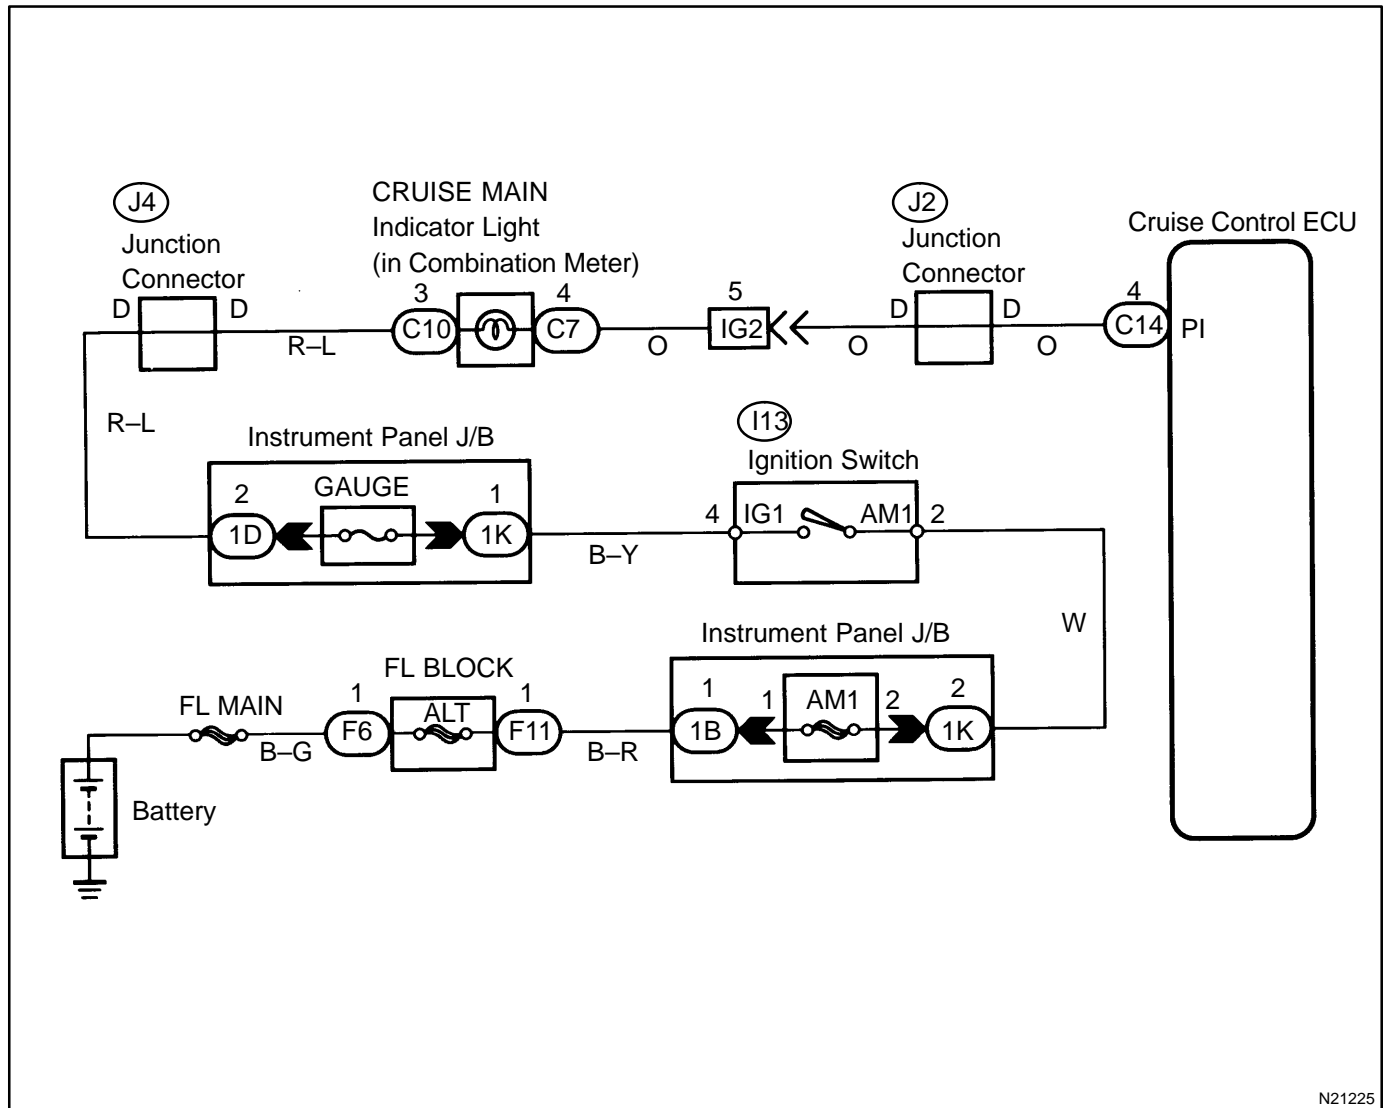 J4
Junction
Connector
D
D
CRUISE MAIN
Indicator Light
(in Combination Meter)
3
C10
4
C7
R–L
O
5
IG2
O
J2
Junction
Connector
D
D
O
Cruise Control ECU
4
C14
PI
R–L
Instrument Panel J/B
2
1D
GAUGE
1
1K
B–Y
I13
Ignition Switch
4
IG1
AM1
2
W
Instrument Panel J/B
1
1B
1
AM1
2
2
1K
FL BLOCK
FL MAIN
1
F6
ALT
1
F11
B–G
B–R
Battery
N21225